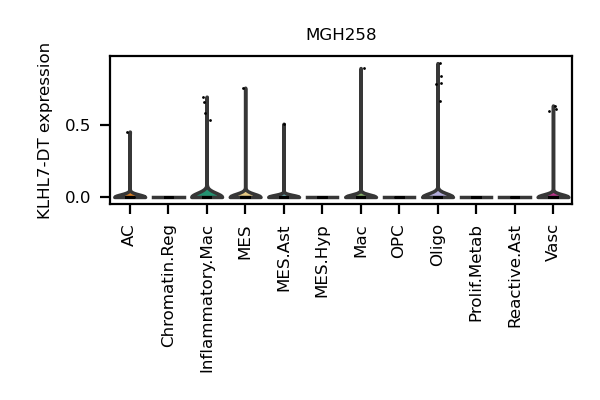 MGH258
KLHL7-DT expression
0.5
0.0
AC
Chromatin.Reg
Inflammatory.Mac
MES
MES.Ast
MES.Hyp
Mac
OPC
Oligo
Prolif.Metab
Reactive.Ast
Vasc